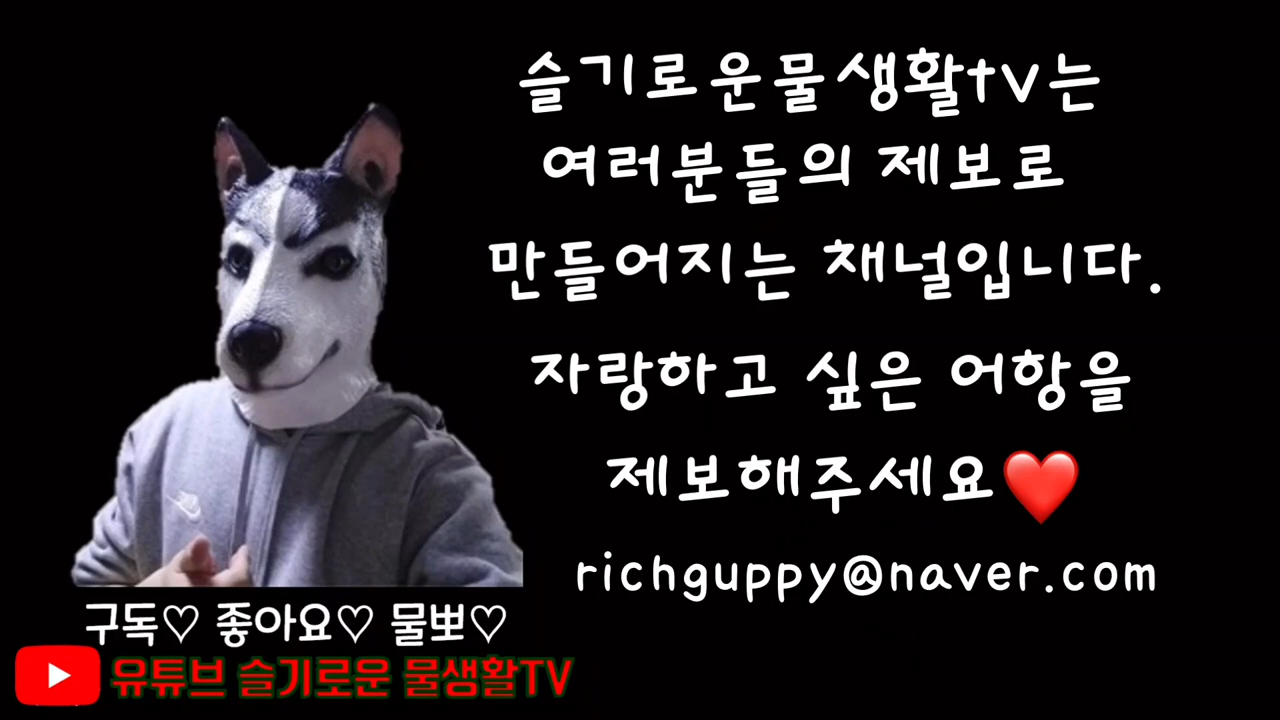 슬기로운물생활tv는
여러분들의 제보로
만들어지는 채널입니다.
자랑하고 싶은 어항을
제보해주세요❤️
richguppy@naver.com
구독♡ 좋아요♡ 물뽀♡
유튜브 슬기로운 물생활TV